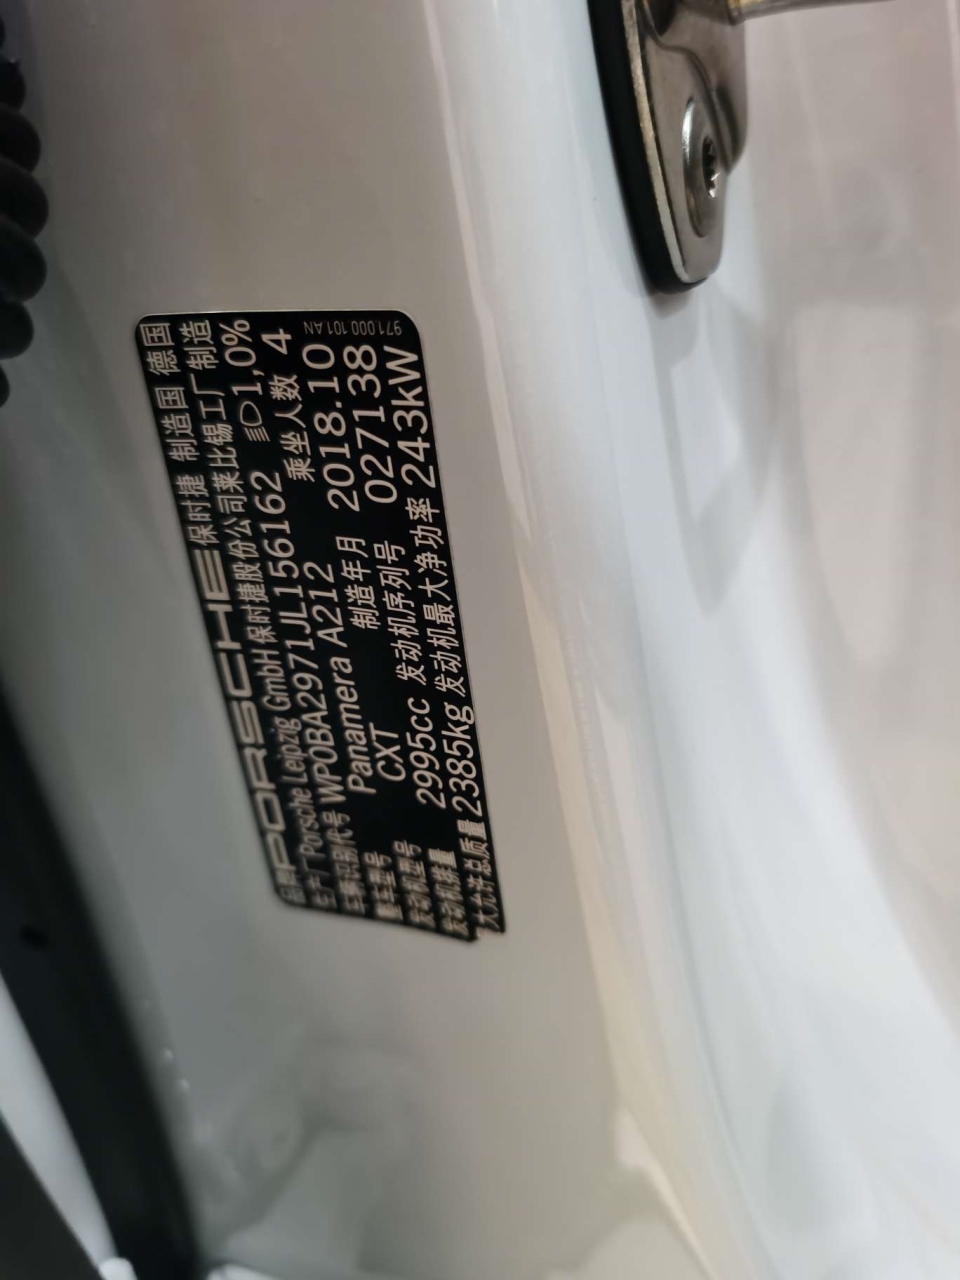 品牌 PORSCHE 保时捷 制造国 德国
生产厂 Porsche Leipzig GmbH 保时捷股份公司莱比锡工厂制造
车辆识别代号 WP0BA2971JL156162 1,0%
整车型号 Panamera A212 乘坐人数 4
发动机型号 CXT 制造年月 2018.10
发动机排量 2995cc 发动机序列号 027138
最大允许总质量 2385kg 发动机最大净功率 243kW
971.000.101.AN